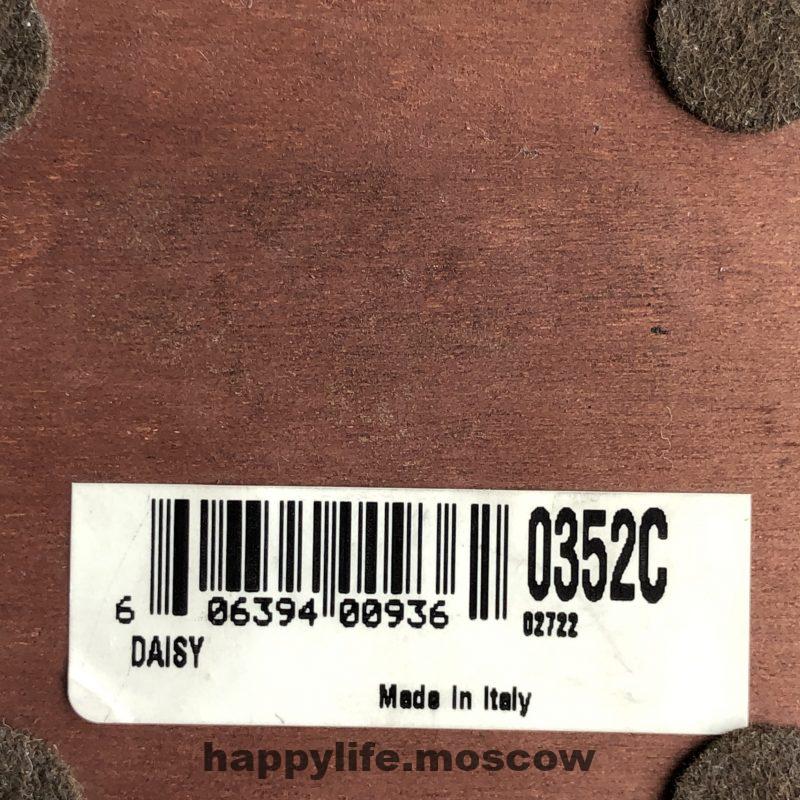 0352C
6 06394 00936
02722
DAISY
Made In Italy
happylife.moscow